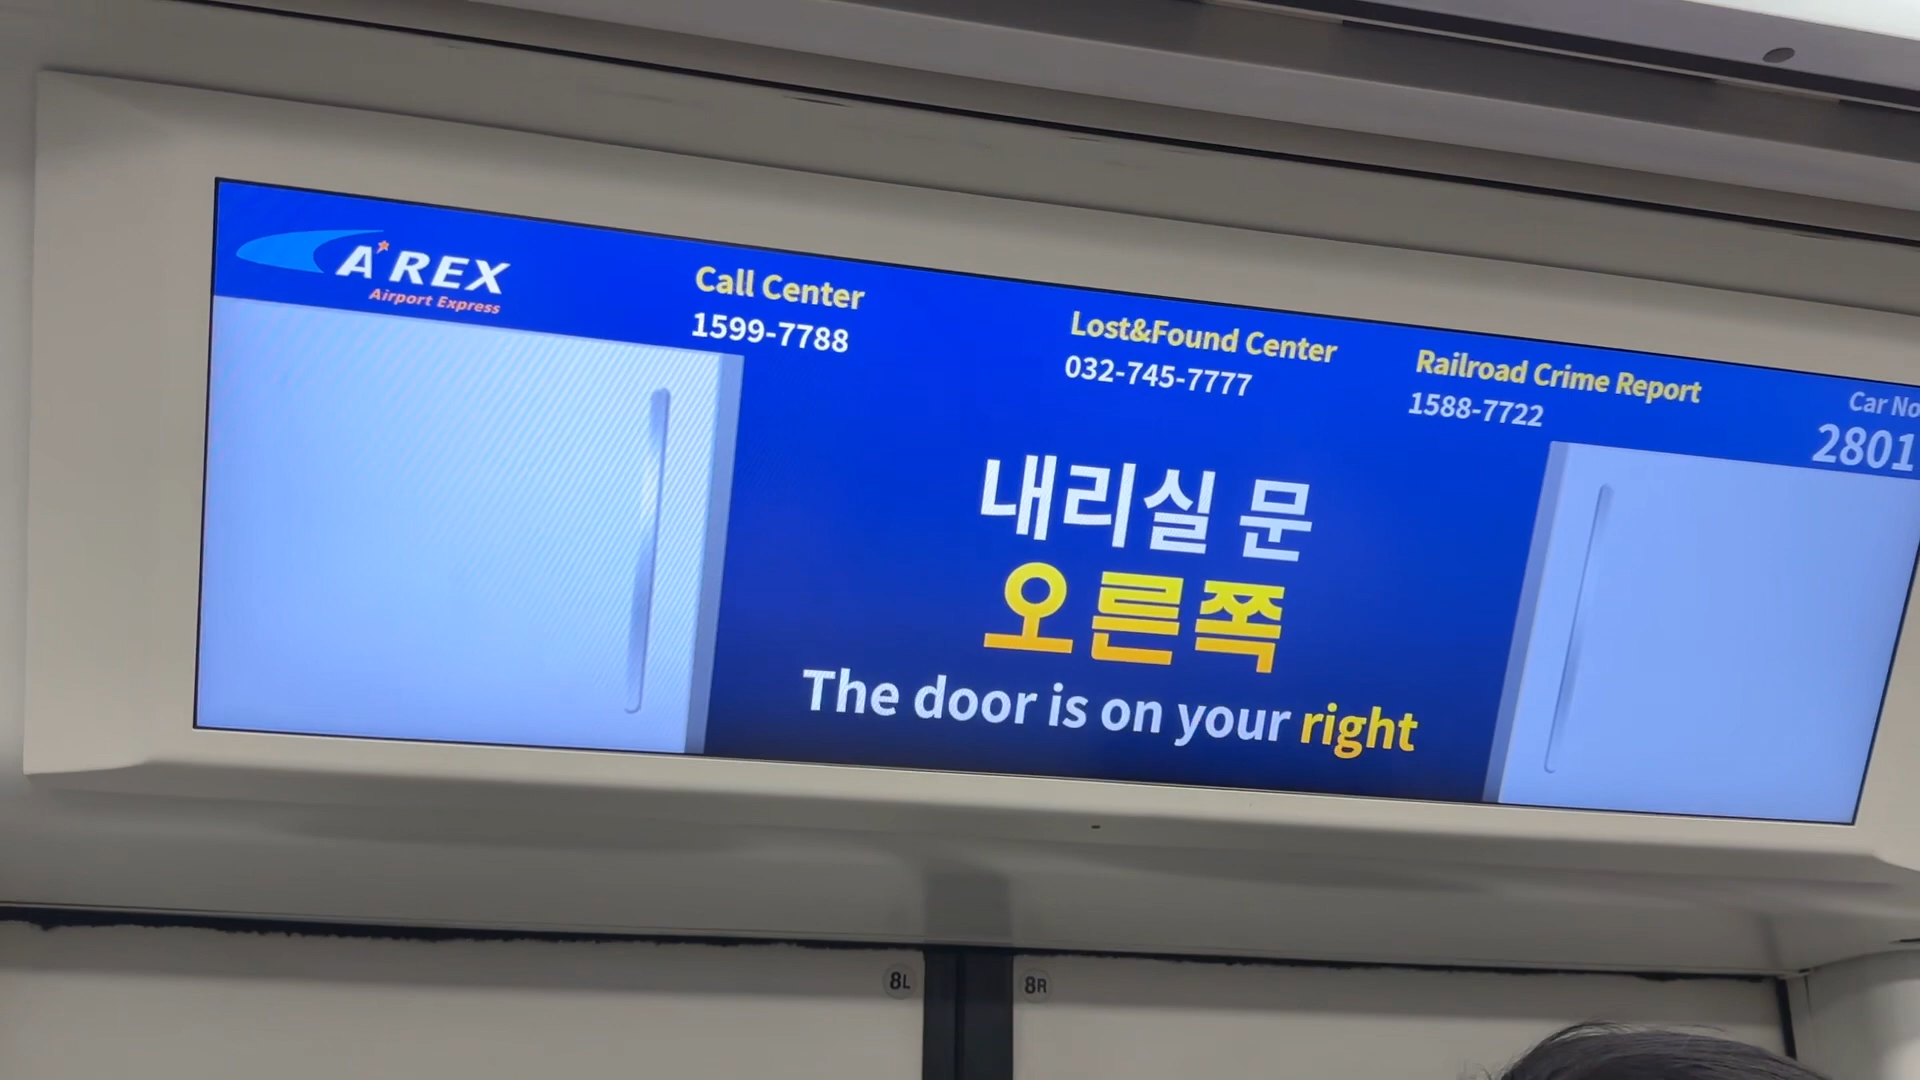 A'REX
Airport Express
Call Center
1599-7788
Lost&Found Center
032-745-7777
Railroad Crime Report
1588-7722
Car No
2801
내리실 문
오른쪽
The door is on your right
8L
8R